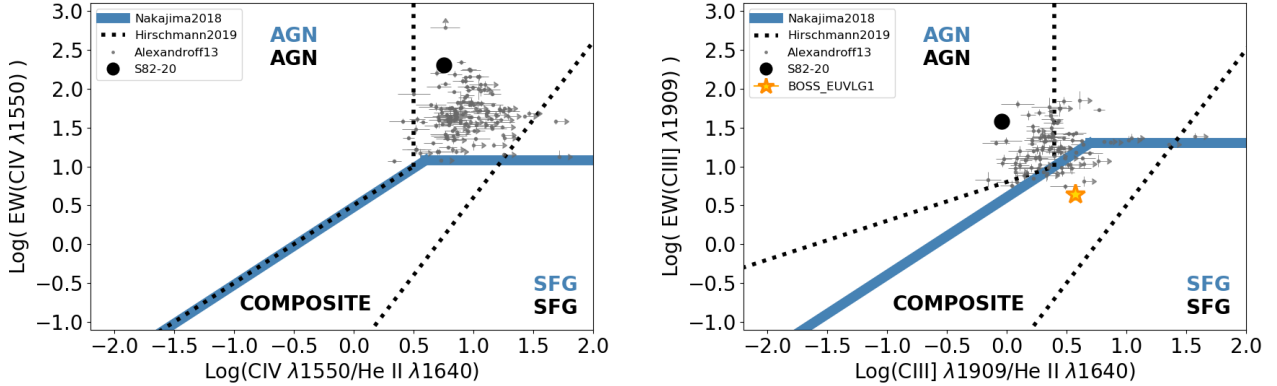 3.0
2.5
2.0
1.5
1.0
0.5
0.0
−0.5
−1.0
Log( EW(CIV λ1550) )
Nakajima2018
Hirschmann2019
Alexandroff13
S82-20
AGN
AGN
COMPOSITE
SFG
SFG
−2.0 −1.5 −1.0 −0.5 0.0 0.5 1.0 1.5 2.0
Log(CIV λ1550/He II λ1640)
3.0
2.5
2.0
1.5
1.0
0.5
0.0
−0.5
−1.0
Log( EW(CIII] λ1909) )
Nakajima2018
Hirschmann2019
Alexandroff13
S82-20
BOSS_EUVLG1
AGN
AGN
COMPOSITE
SFG
SFG
−2.0 −1.5 −1.0 −0.5 0.0 0.5 1.0 1.5 2.0
Log(CIII] λ1909/He II λ1640)